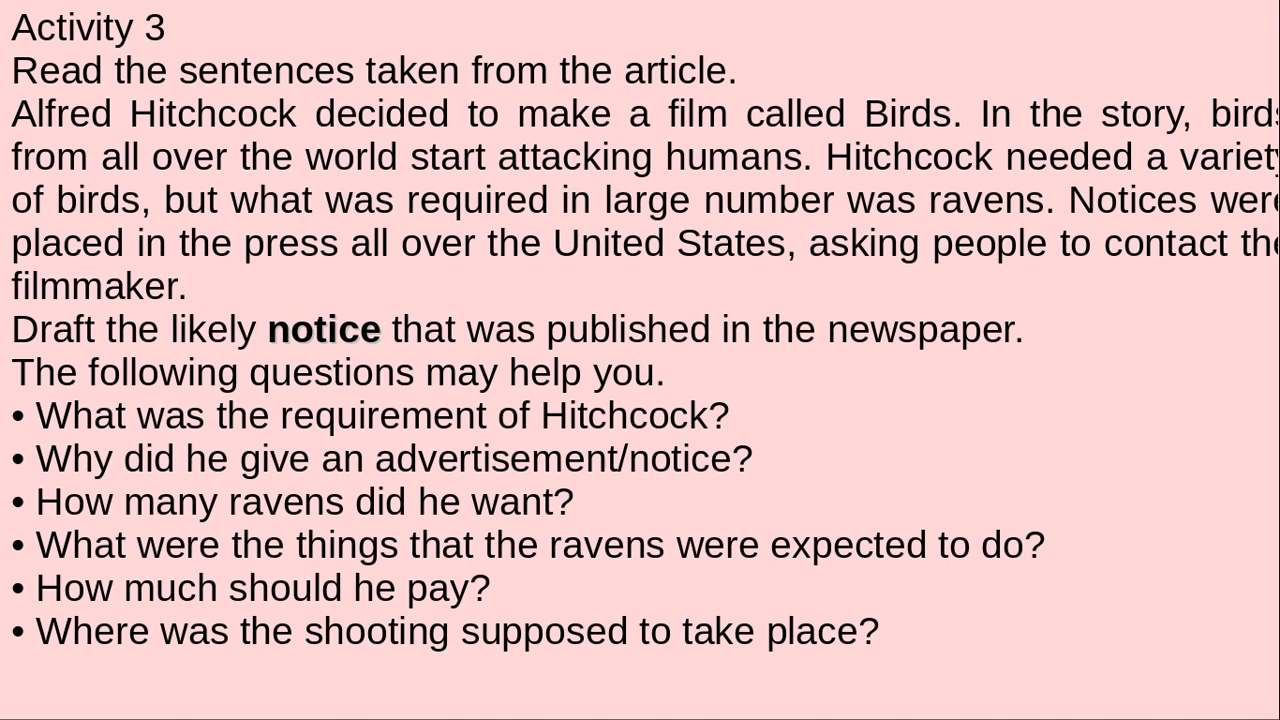 Activity 3
Read the sentences taken from the article.
Alfred Hitchcock decided to make a film called Birds. In the story, birds
from all over the world start attacking humans. Hitchcock needed a variety
of birds, but what was required in large number was ravens. Notices were
placed in the press all over the United States, asking people to contact the
filmmaker.
Draft the likely notice that was published in the newspaper.
The following questions may help you.
• What was the requirement of Hitchcock?
• Why did he give an advertisement/notice?
• How many ravens did he want?
• What were the things that the ravens were expected to do?
• How much should he pay?
• Where was the shooting supposed to take place?